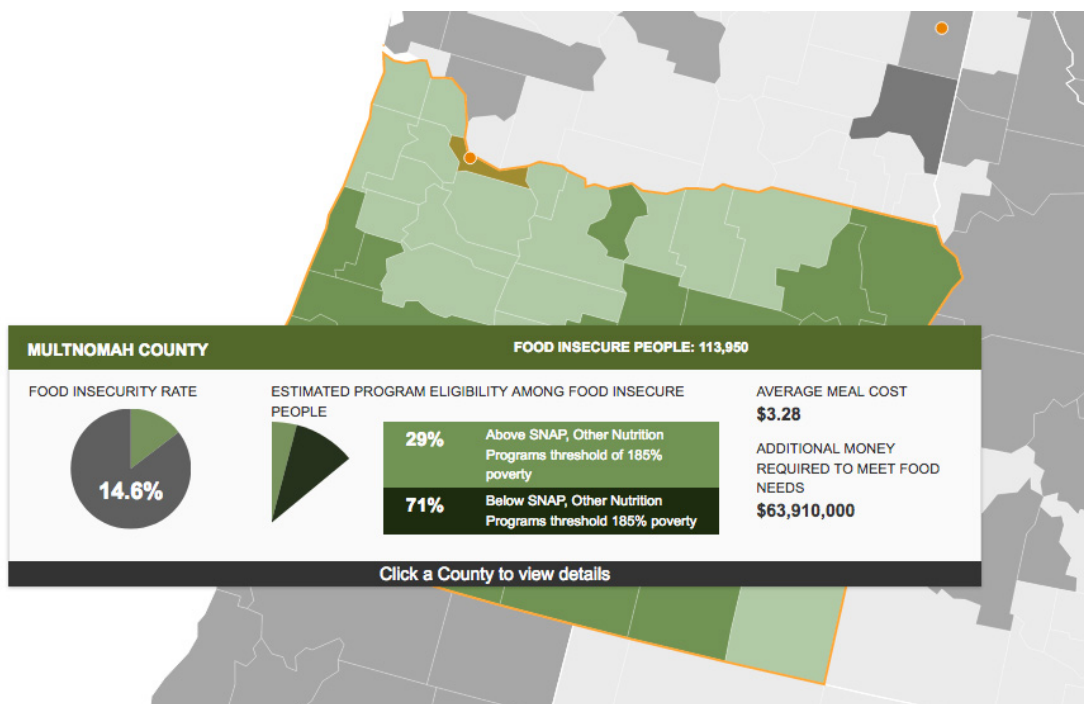 MULTNOMAH COUNTY
FOOD INSECURE PEOPLE: 113,950
FOOD INSECURITY RATE
14.6%
ESTIMATED PROGRAM ELIGIBILITY AMONG FOOD INSECURE
PEOPLE
29%
Above SNAP, Other Nutrition
Programs threshold of 185%
poverty
71%
Below SNAP, Other Nutrition
Programs threshold 185% poverty
AVERAGE MEAL COST
$3.28
ADDITIONAL MONEY
REQUIRED TO MEET FOOD
NEEDS
$63,910,000
Click a County to view details